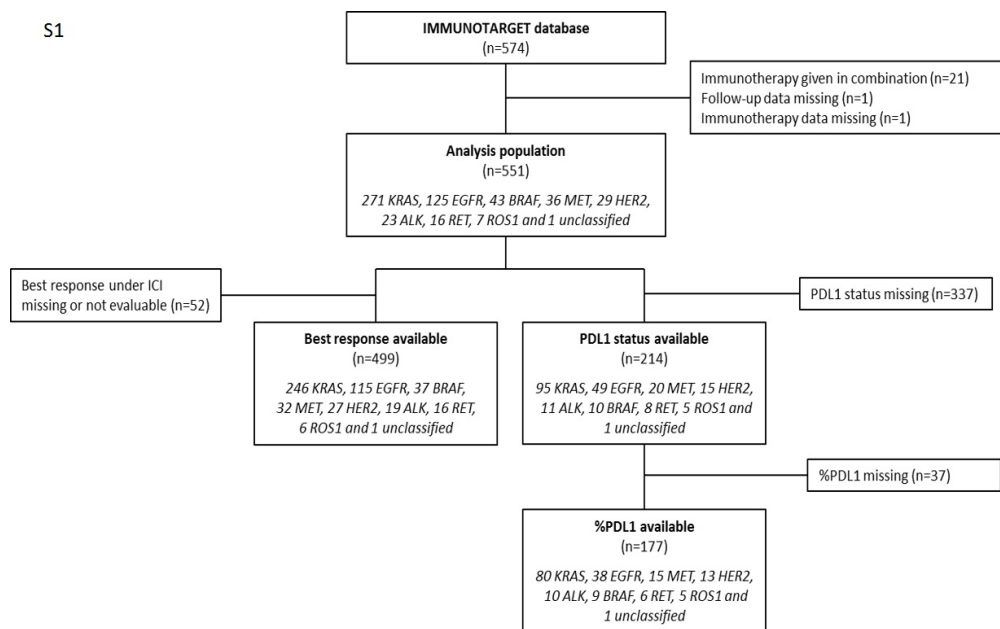 S1
IMMUNOTARGET database
(n=574)
Immunotherapy given in combination (n=21)
Follow-up data missing (n=1)
Immunotherapy data missing (n=1)
Analysis population
(n=551)
271 KRAS, 125 EGFR, 43 BRAF, 36 MET, 29 HER2,
23 ALK, 16 RET, 7 ROS1 and 1 unclassified
Best response under ICI
missing or not evaluable (n=52)
PDL1 status missing (n=337)
Best response available
(n=499)
246 KRAS, 115 EGFR, 37 BRAF,
32 MET, 27 HER2, 19 ALK, 16 RET,
6 ROS1 and 1 unclassified
PDL1 status available
(n=214)
95 KRAS, 49 EGFR, 20 MET, 15 HER2,
11 ALK, 10 BRAF, 8 RET, 5 ROS1 and
1 unclassified
%PDL1 missing (n=37)
%PDL1 available
(n=177)
80 KRAS, 38 EGFR, 15 MET, 13 HER2,
10 ALK, 9 BRAF, 6 RET, 5 ROS1 and
1 unclassified